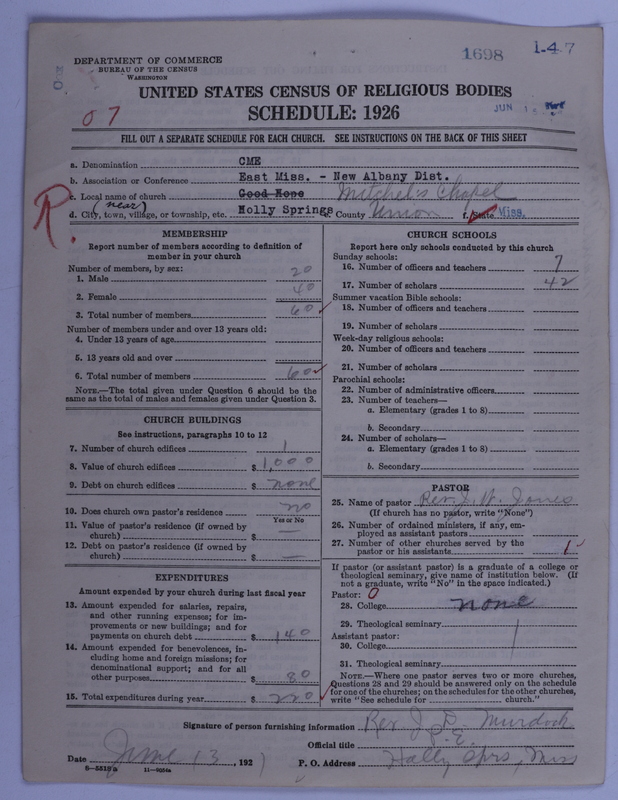 1698 1-47
DEPARTMENT OF COMMERCE
BUREAU OF THE CENSUS
WASHINGTON
UNITED STATES CENSUS OF RELIGIOUS BODIES
07
SCHEDULE: 1926
JUN 1
FILL OUT A SEPARATE SCHEDULE FOR EACH CHURCH. SEE INSTRUCTIONS ON THE BACK OF THIS SHEET
a. Denomination CME
b. Association or Conference East Miss. - New Albany Dist.
c. Local name of church Good Hope Mitchel's Chapel
R. (near)
d. City, town, village, or township, etc. Holly Springs County Union f. State Miss.
MEMBERSHIP
Report number of members according to definition of
member in your church
Number of members, by sex:
1. Male 20
2. Female 40
3. Total number of members 60
Number of members under and over 13 years old:
4. Under 13 years of age
5. 13 years old and over
6. Total number of members 60
NOTE.—The total given under Question 6 should be the
same as the total of males and females given under Question 3.
CHURCH BUILDINGS
See instructions, paragraphs 10 to 12
7. Number of church edifices 1
8. Value of church edifices $ 1,000
9. Debt on church edifices $ none
10. Does church own pastor's residence no
Yes or No
11. Value of pastor's residence (if owned by
church) $ —
12. Debt on pastor's residence (if owned by
church) $ —
EXPENDITURES
Amount expended by your church during last fiscal year
13. Amount expended for salaries, repairs,
and other running expenses; for im-
provements or new buildings; and for
payments on church debt $ 140
14. Amount expended for benevolences, in-
cluding home and foreign missions; for
denominational support; and for all
other purposes $ 80
15. Total expenditures during year $ 220
CHURCH SCHOOLS
Report here only schools conducted by this church
Sunday schools:
16. Number of officers and teachers 7
17. Number of scholars 42
Summer vacation Bible schools:
18. Number of officers and teachers
19. Number of scholars
Week-day religious schools:
20. Number of officers and teachers
21. Number of scholars
Parochial schools:
22. Number of administrative officers
23. Number of teachers—
a. Elementary (grades 1 to 8)
b. Secondary
24. Number of scholars—
a. Elementary (grades 1 to 8)
b. Secondary
PASTOR
25. Name of pastor Rev. L. W. Jones
(If church has no pastor, write "None")
26. Number of ordained ministers, if any, em-
ployed as assistant pastors
27. Number of other churches served by the
pastor or his assistants 1
If pastor (or assistant pastor) is a graduate of a college or
theological seminary, give name of institution below. (If
not a graduate, write "No" in the space indicated.)
Pastor: 0
28. College none
29. Theological seminary
Assistant pastor:
30. College
31. Theological seminary
NOTE.—Where one pastor serves two or more churches,
Questions 28 and 29 should be answered only on the schedule
for one of the churches; on the schedules for the other churches,
write "See schedule for church."
Signature of person furnishing information Rev J. D. Murdock
Official title P.E.
Date June 13, 1927 P. O. Address Holly Sprs, Miss
8-5519a 11-9034a